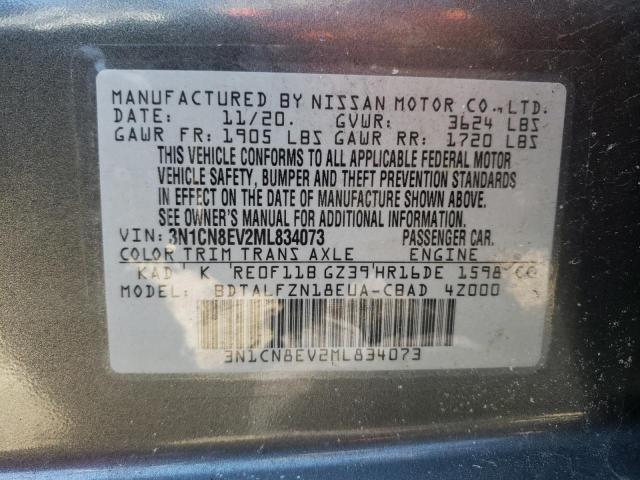 MANUFACTURED BY NISSAN MOTOR CO., LTD.
DATE: 11/20. GVWR: 3624 LBS
GAWR FR: 1905 LBS GAWR RR: 1720 LBS
THIS VEHICLE CONFORMS TO ALL APPLICABLE FEDERAL MOTOR
VEHICLE SAFETY, BUMPER AND THEFT PREVENTION STANDARDS
IN EFFECT ON THE DATE OF MANUFACTURE SHOWN ABOVE.
SEE OWNER'S MANUAL FOR ADDITIONAL INFORMATION.
VIN: 3N1CN8EV2ML834073 PASSENGER CAR.
COLOR TRIM TRANS AXLE ENGINE
KAD K RE0F11B GZ39 HR16DE 1598 CC
MODEL: BDTALFZN18EUA-CBAD 4Z000
3N1CN8EV2ML834073